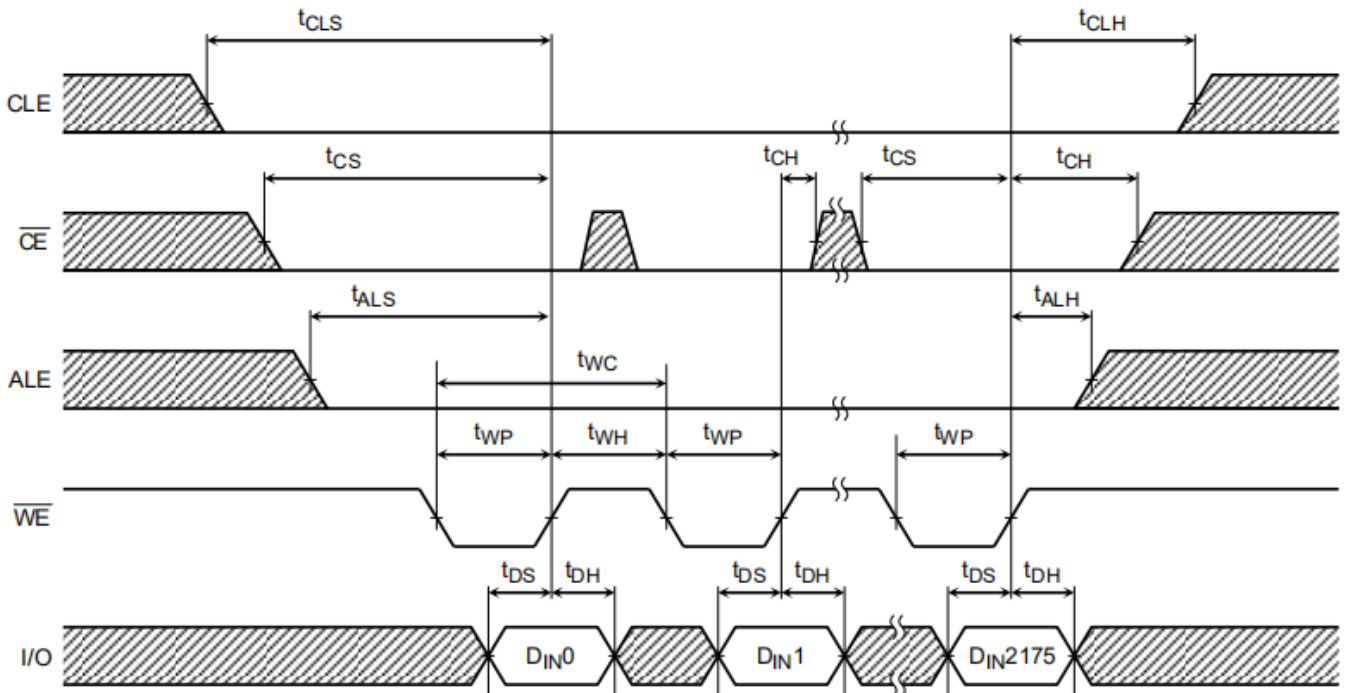 tCLS tCLH
CLE
tCS tCH tCS tCH
CE
tALS tALH
ALE
tWC
tWP tWH tWP tWP
WE
tDS tDH tDS tDH tDS tDH
I/O DIN0 DIN1 DIN2175